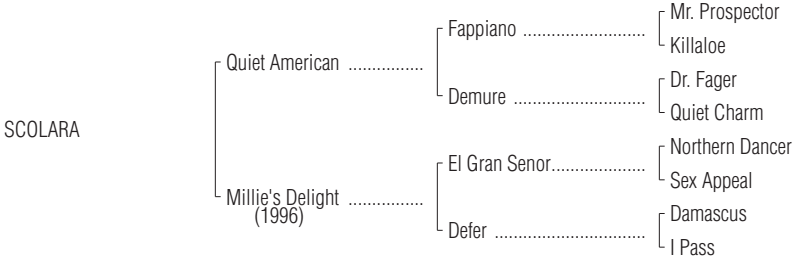 Mr. Prospector
Fappiano ..........................
Killaloe
Quiet American ................
Dr. Fager
Demure ............................
Quiet Charm
SCOLARA
Northern Dancer
El Gran Senor....................
Sex Appeal
Millie's Delight ................
(1996)
Damascus
Defer ................................
I Pass